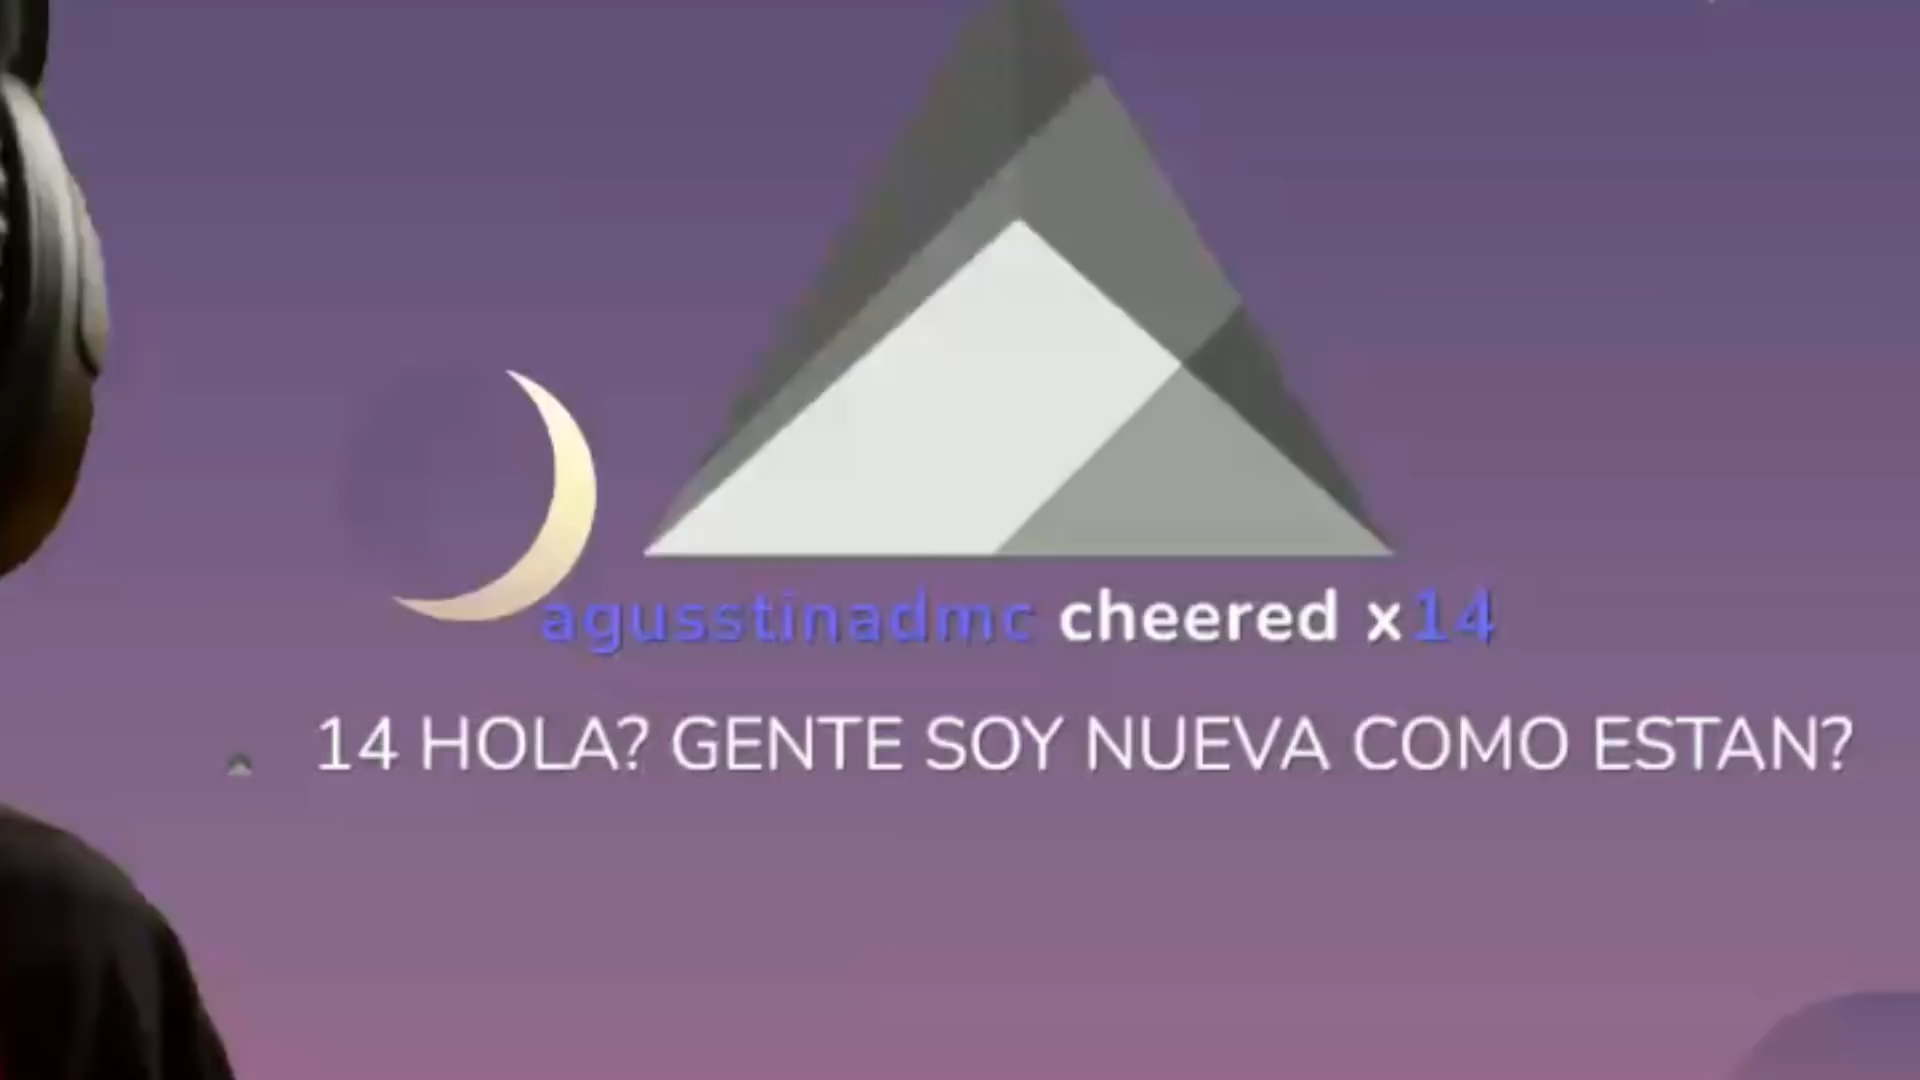 agusstinadmc cheered x14
14 HOLA? GENTE SOY NUEVA COMO ESTAN?